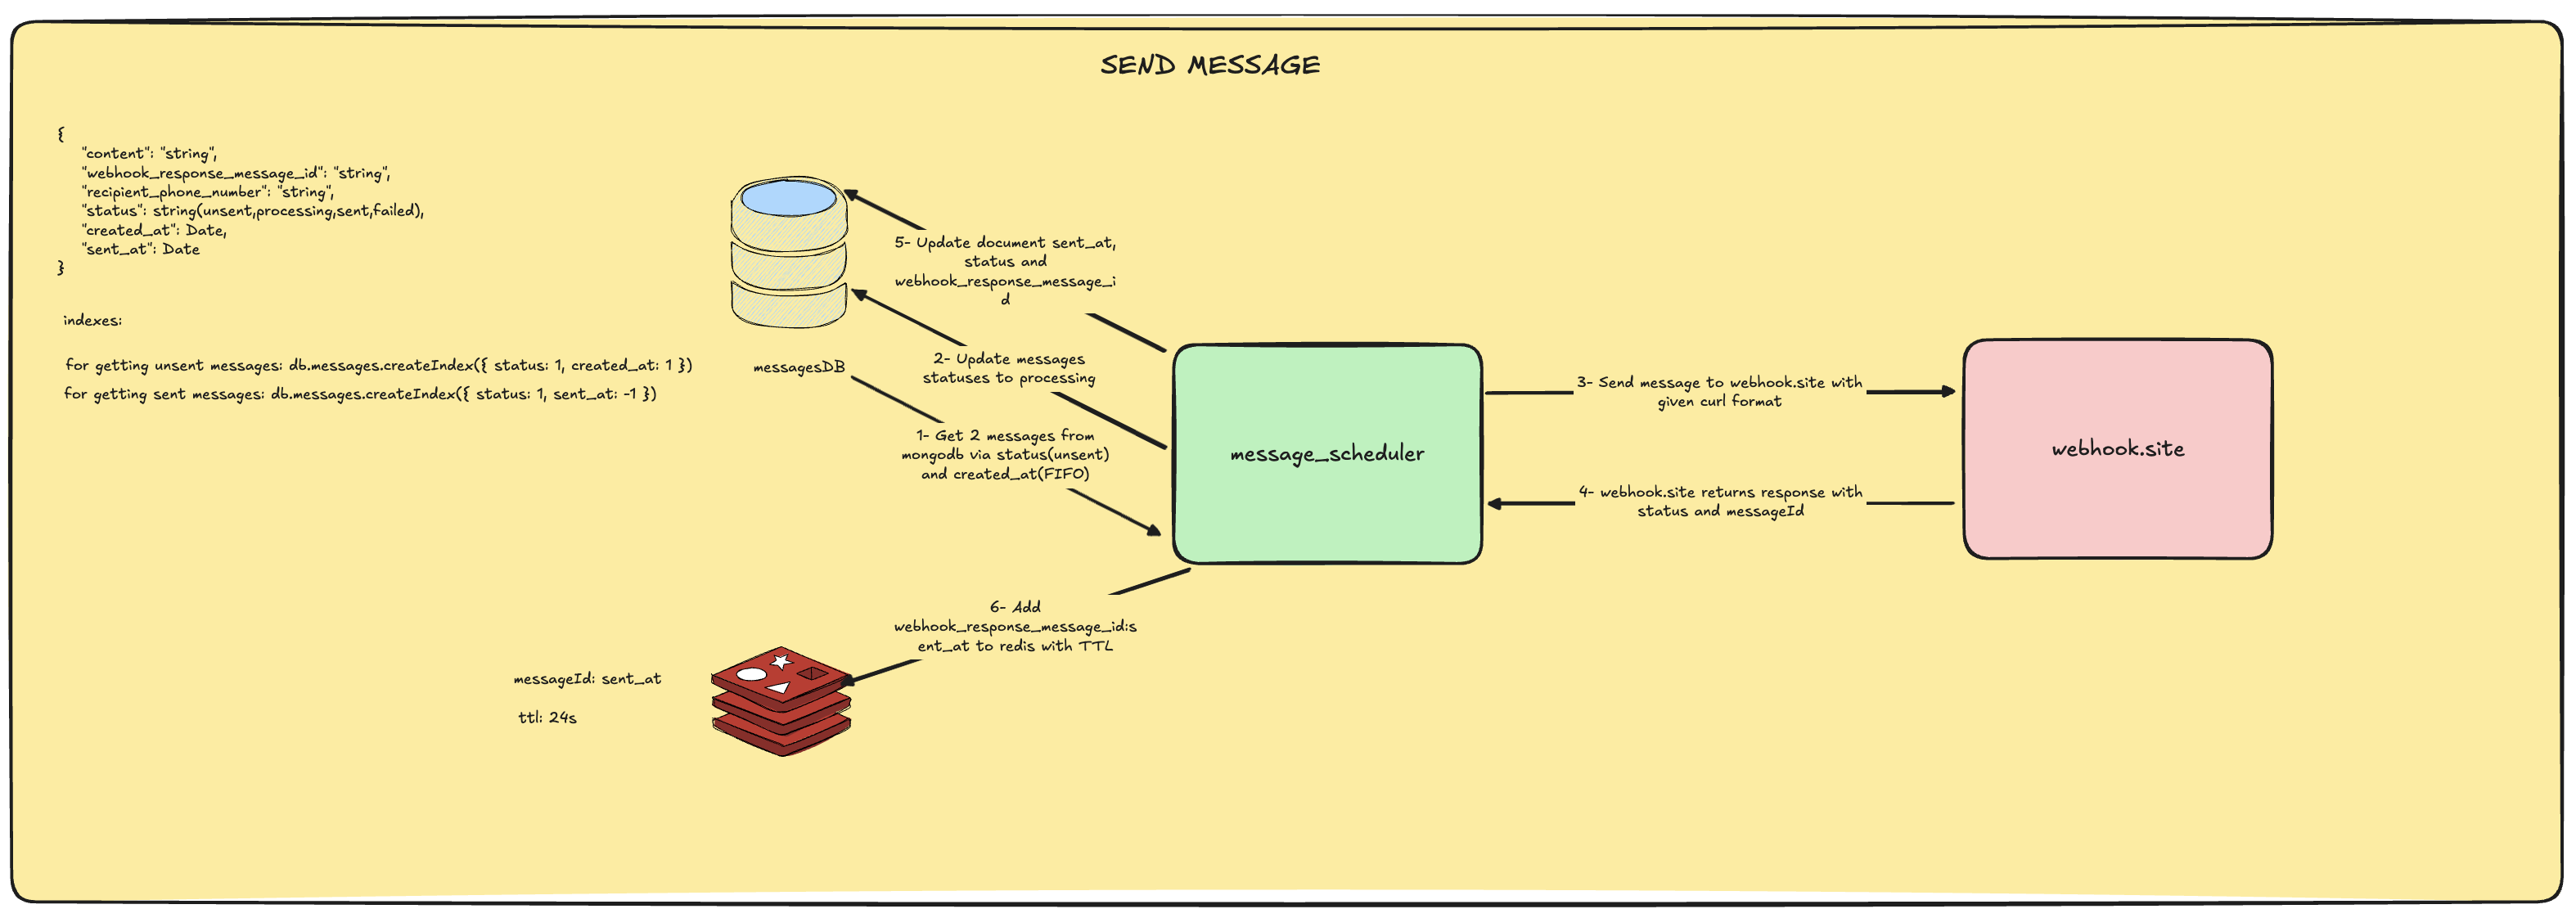 SEND MESSAGE
{
"content": "string",
"webhook_response_message_id": "string",
"recipient_phone_number": "string",
"status": string(unsent,processing,sent,failed),
"created_at": Date,
"sent_at": Date
}
indexes:
for getting unsent messages: db.messages.createIndex({ status: 1, created_at: 1 })
for getting sent messages: db.messages.createIndex({ status: 1, sent_at: -1 })
messagesDB
5- Update document sent_at,
status and
webhook_response_message_i
d
2- Update messages
statuses to processing
1- Get 2 messages from
mongodb via status(unsent)
and created_at(FIFO)
message_scheduler
3- Send message to webhook.site with
given curl format
4- webhook.site returns response with
status and messageId
webhook.site
6- Add
webhook_response_message_id:s
ent_at to redis with TTL
messageId: sent_at
ttl: 24s